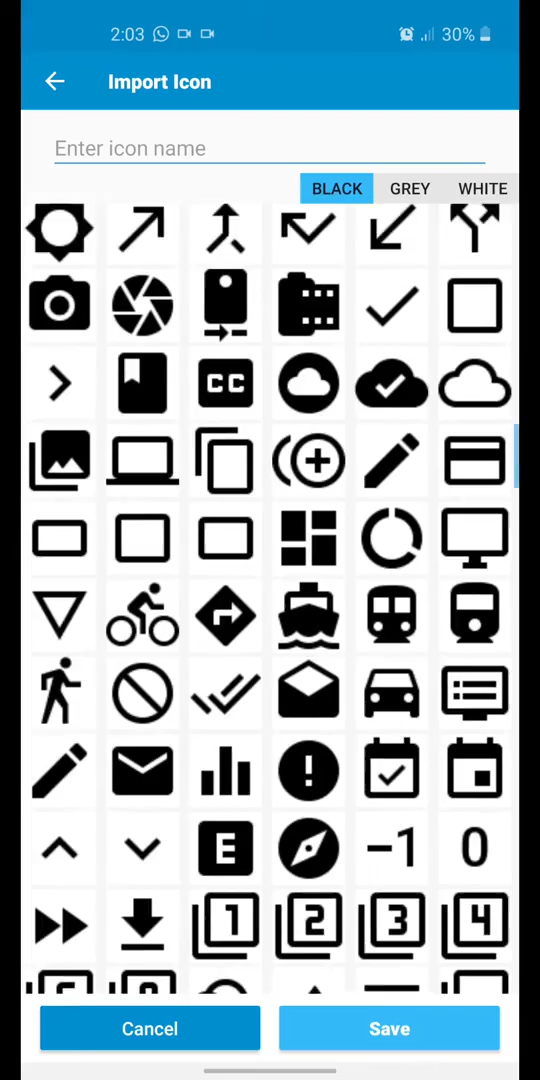 2:03
30%
Import Icon
Enter icon name
BLACK GREY WHITE
CC
E
−1 0
1 2 3 4
Cancel Save